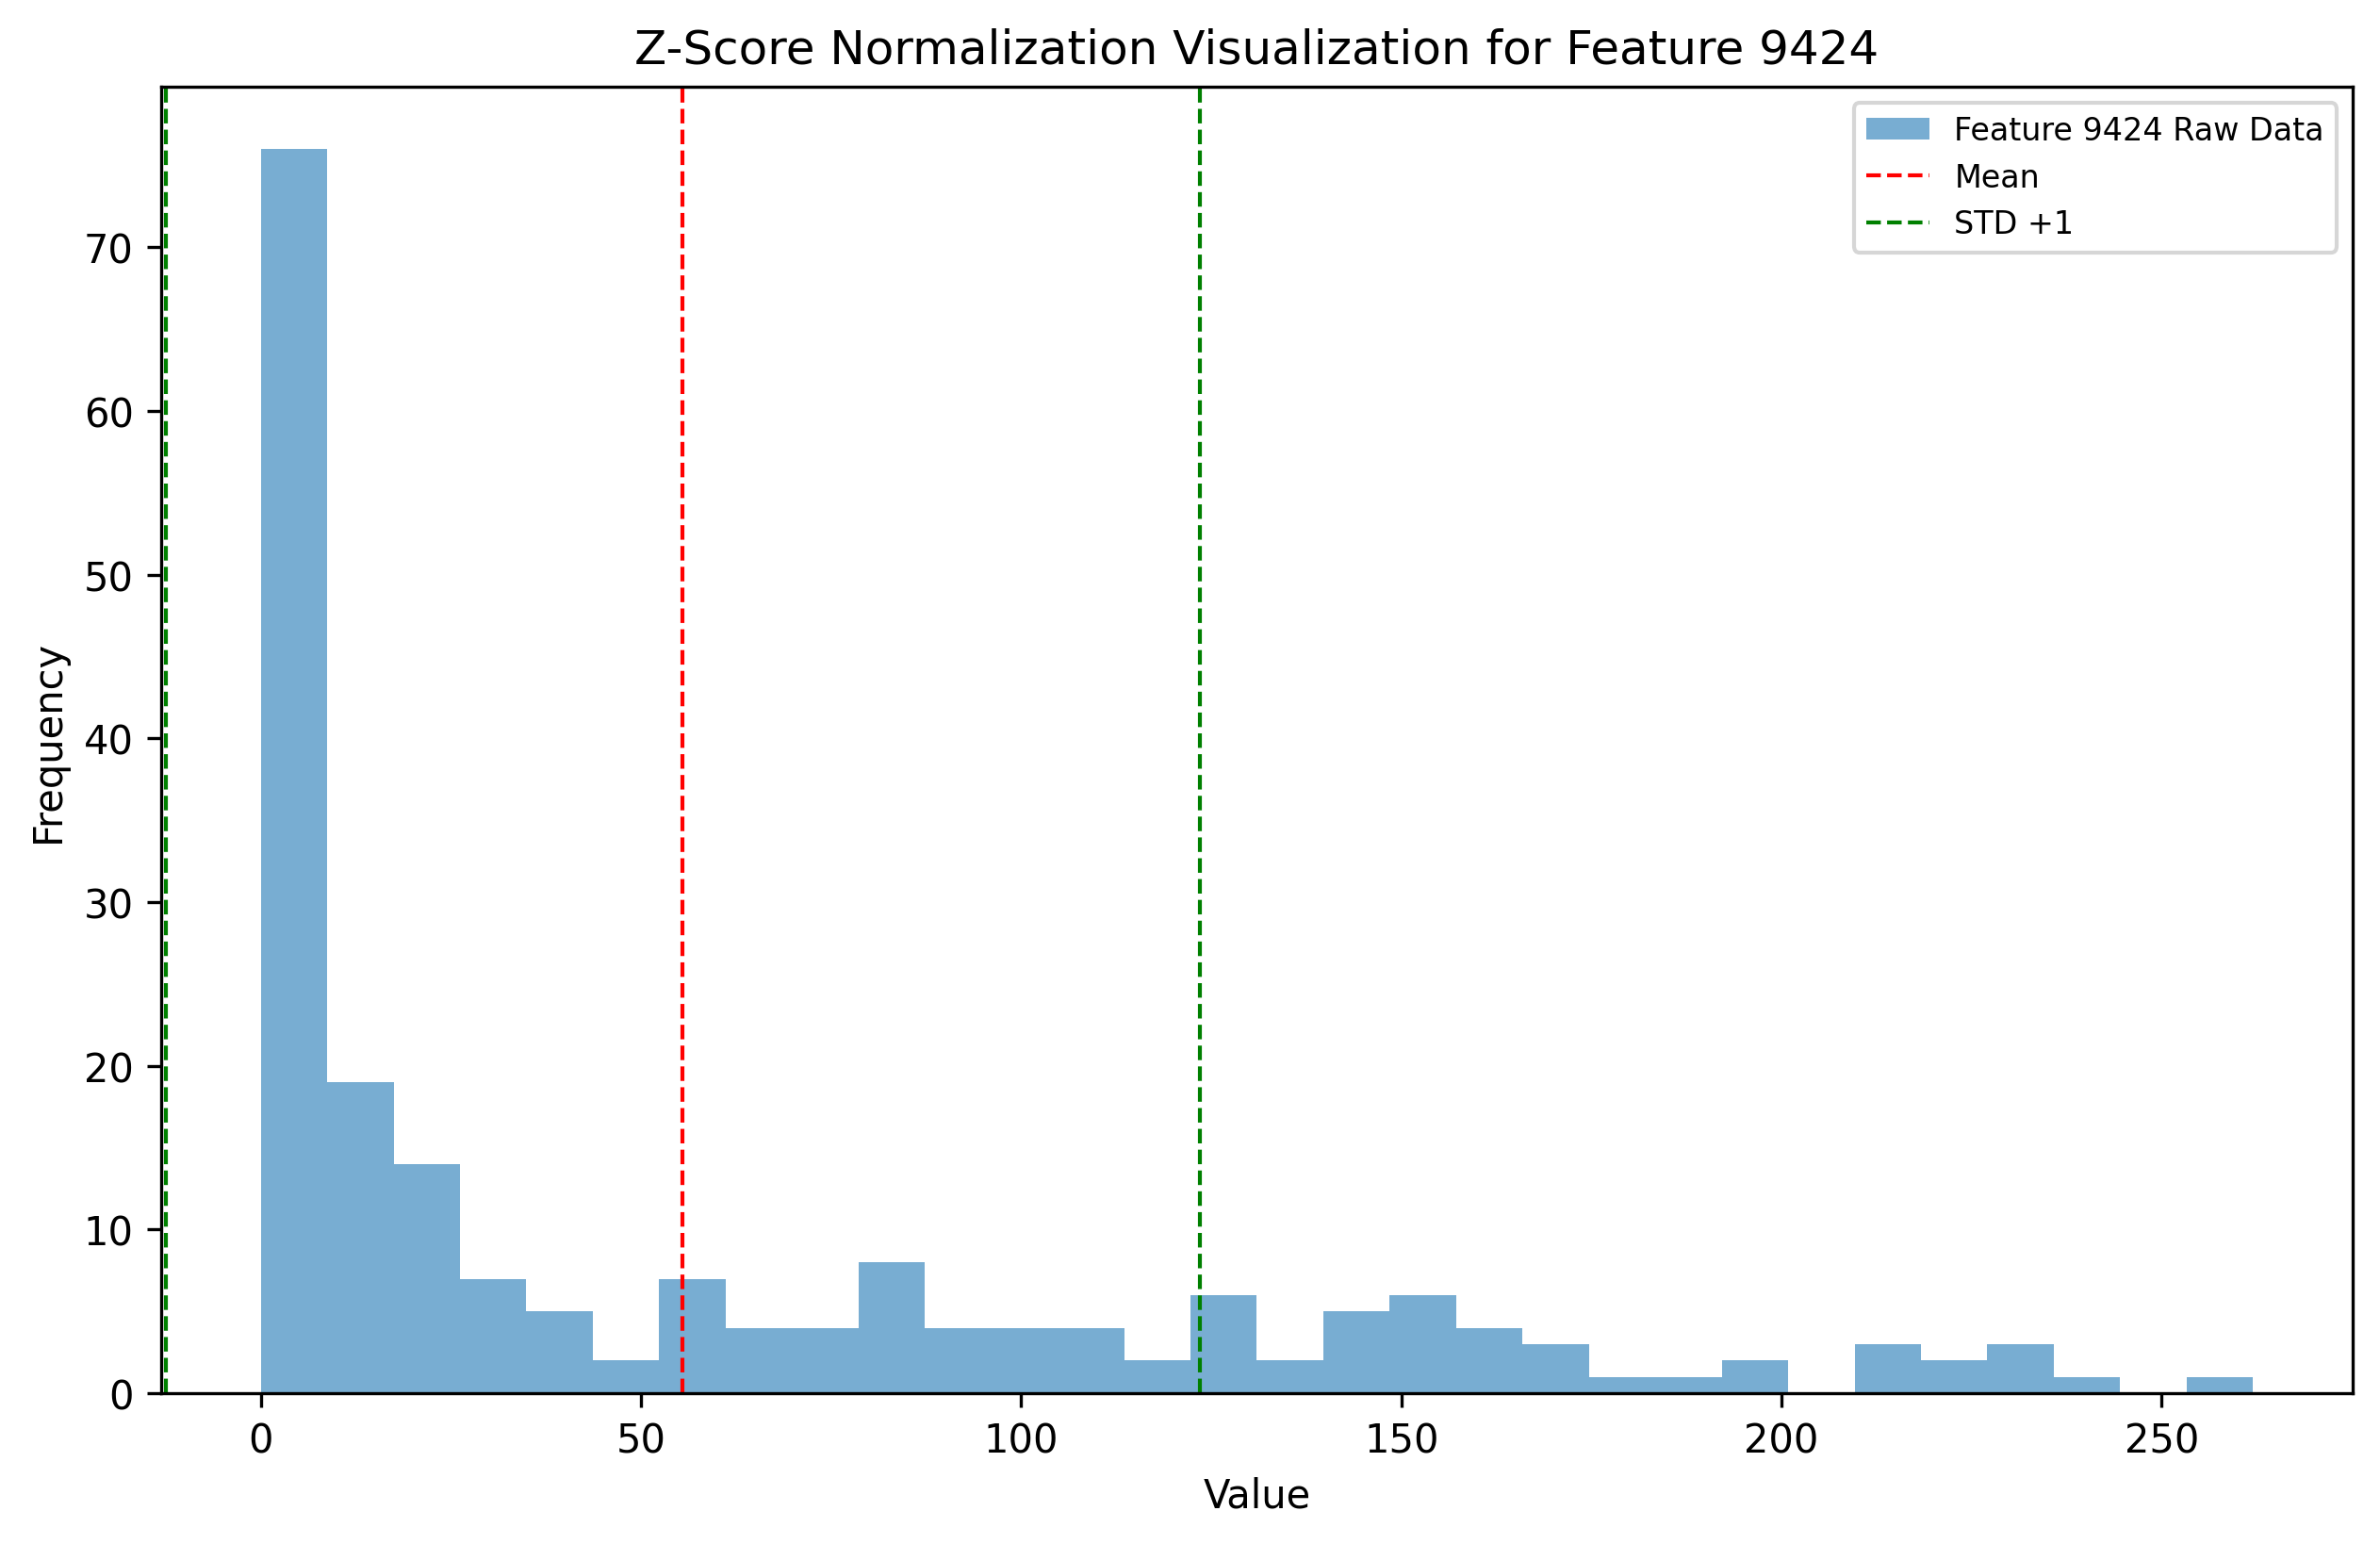 Z-Score Normalization Visualization for Feature 9424
Feature 9424 Raw Data
Mean
STD +1
Frequency
70
60
50
40
30
20
10
0
0 50 100 150 200 250
Value